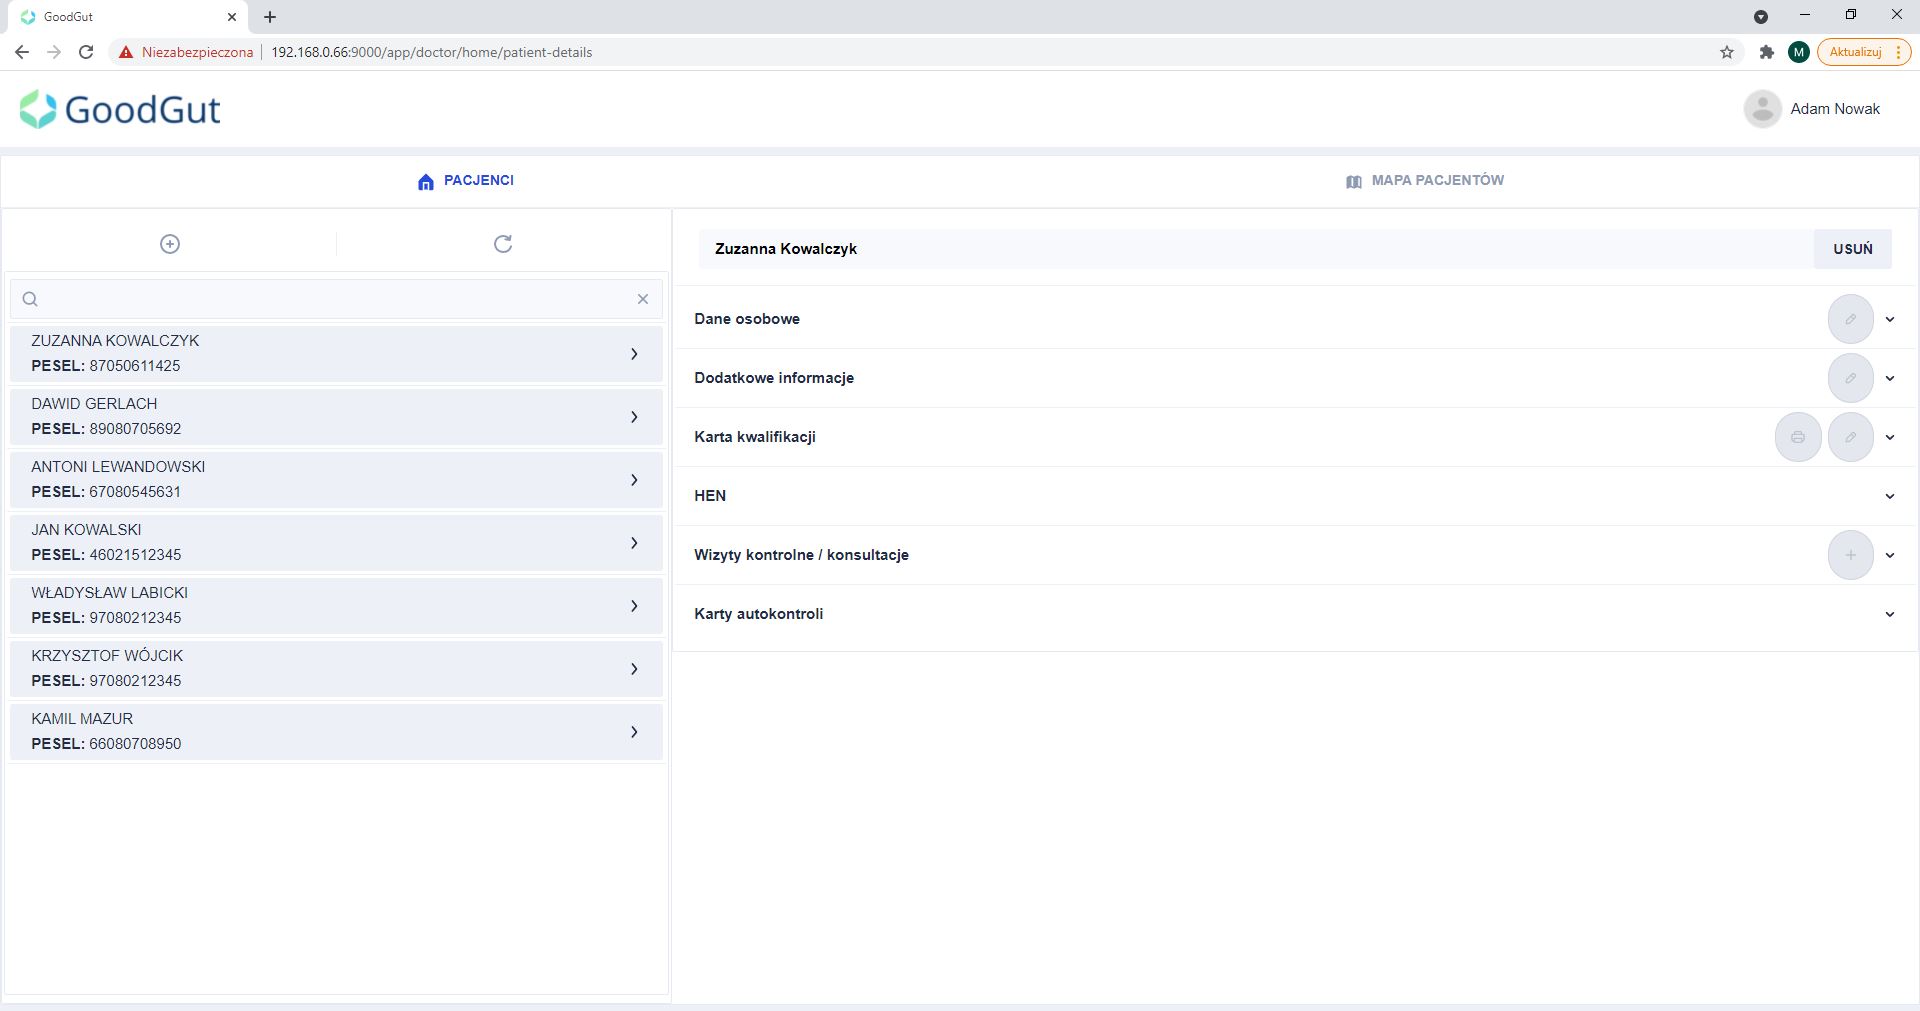 GoodGut
Niezabezpieczona 192.168.0.66:9000/app/doctor/home/patient-details
M
Aktualizuj
GoodGut
Adam Nowak
PACJENCI
MAPA PACJENTÓW
ZUZANNA KOWALCZYK
PESEL: 87050611425
DAWID GERLACH
PESEL: 89080705692
ANTONI LEWANDOWSKI
PESEL: 67080545631
JAN KOWALSKI
PESEL: 46021512345
WŁADYSŁAW LABICKI
PESEL: 97080212345
KRZYSZTOF WÓJCIK
PESEL: 97080212345
KAMIL MAZUR
PESEL: 66080708950
Zuzanna Kowalczyk
USUŃ
Dane osobowe
Dodatkowe informacje
Karta kwalifikacji
HEN
Wizyty kontrolne / konsultacje
Karty autokontroli